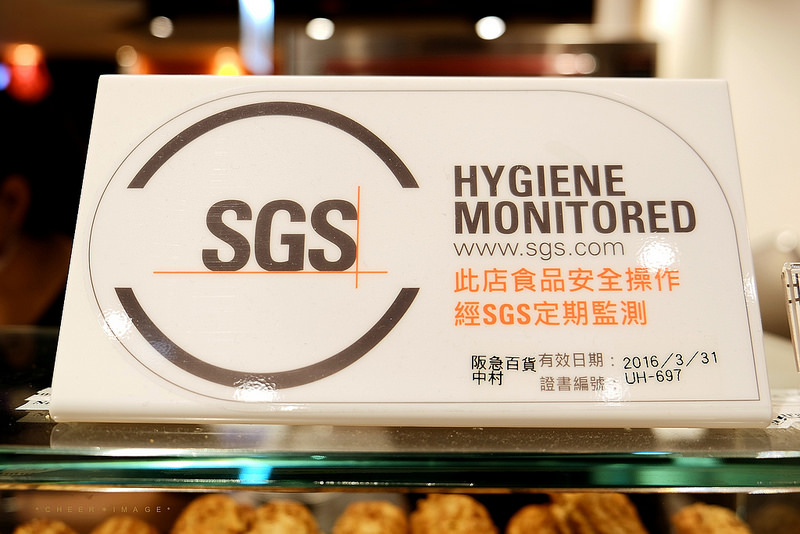 SGS
HYGIENE
MONITORED
www.sgs.com
此店食品安全操作
經SGS定期監測
阪急百貨 有效日期：2016/3/31
中村 證書編號：UH-697
*CHEER*IMAGE*